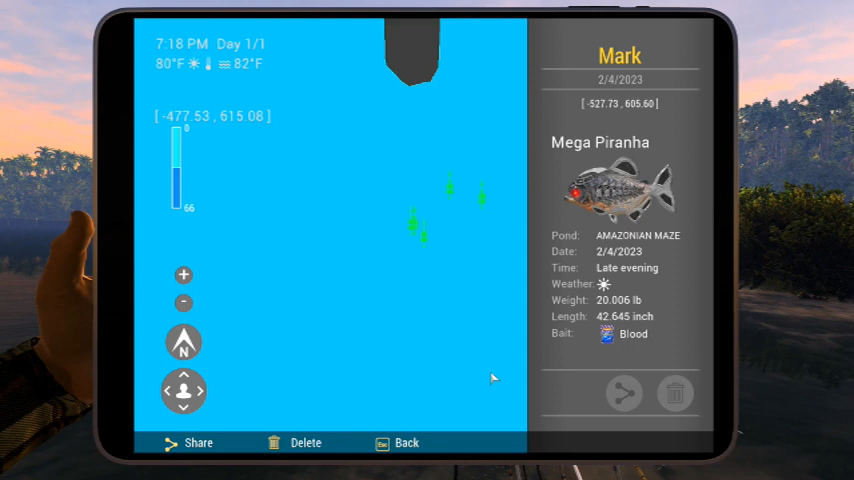 7:18 PM Day 1/1
80°F 82°F
[ -477.53 , 615.08 ]
0
66
+
-
N
Share
Delete
Esc Back
Mark
2/4/2023
[ -527.73 , 605.60 ]
Mega Piranha
Pond: AMAZONIAN MAZE
Date: 2/4/2023
Time: Late evening
Weather:
Weight: 20.006 lb
Length: 42.645 inch
Bait: Blood